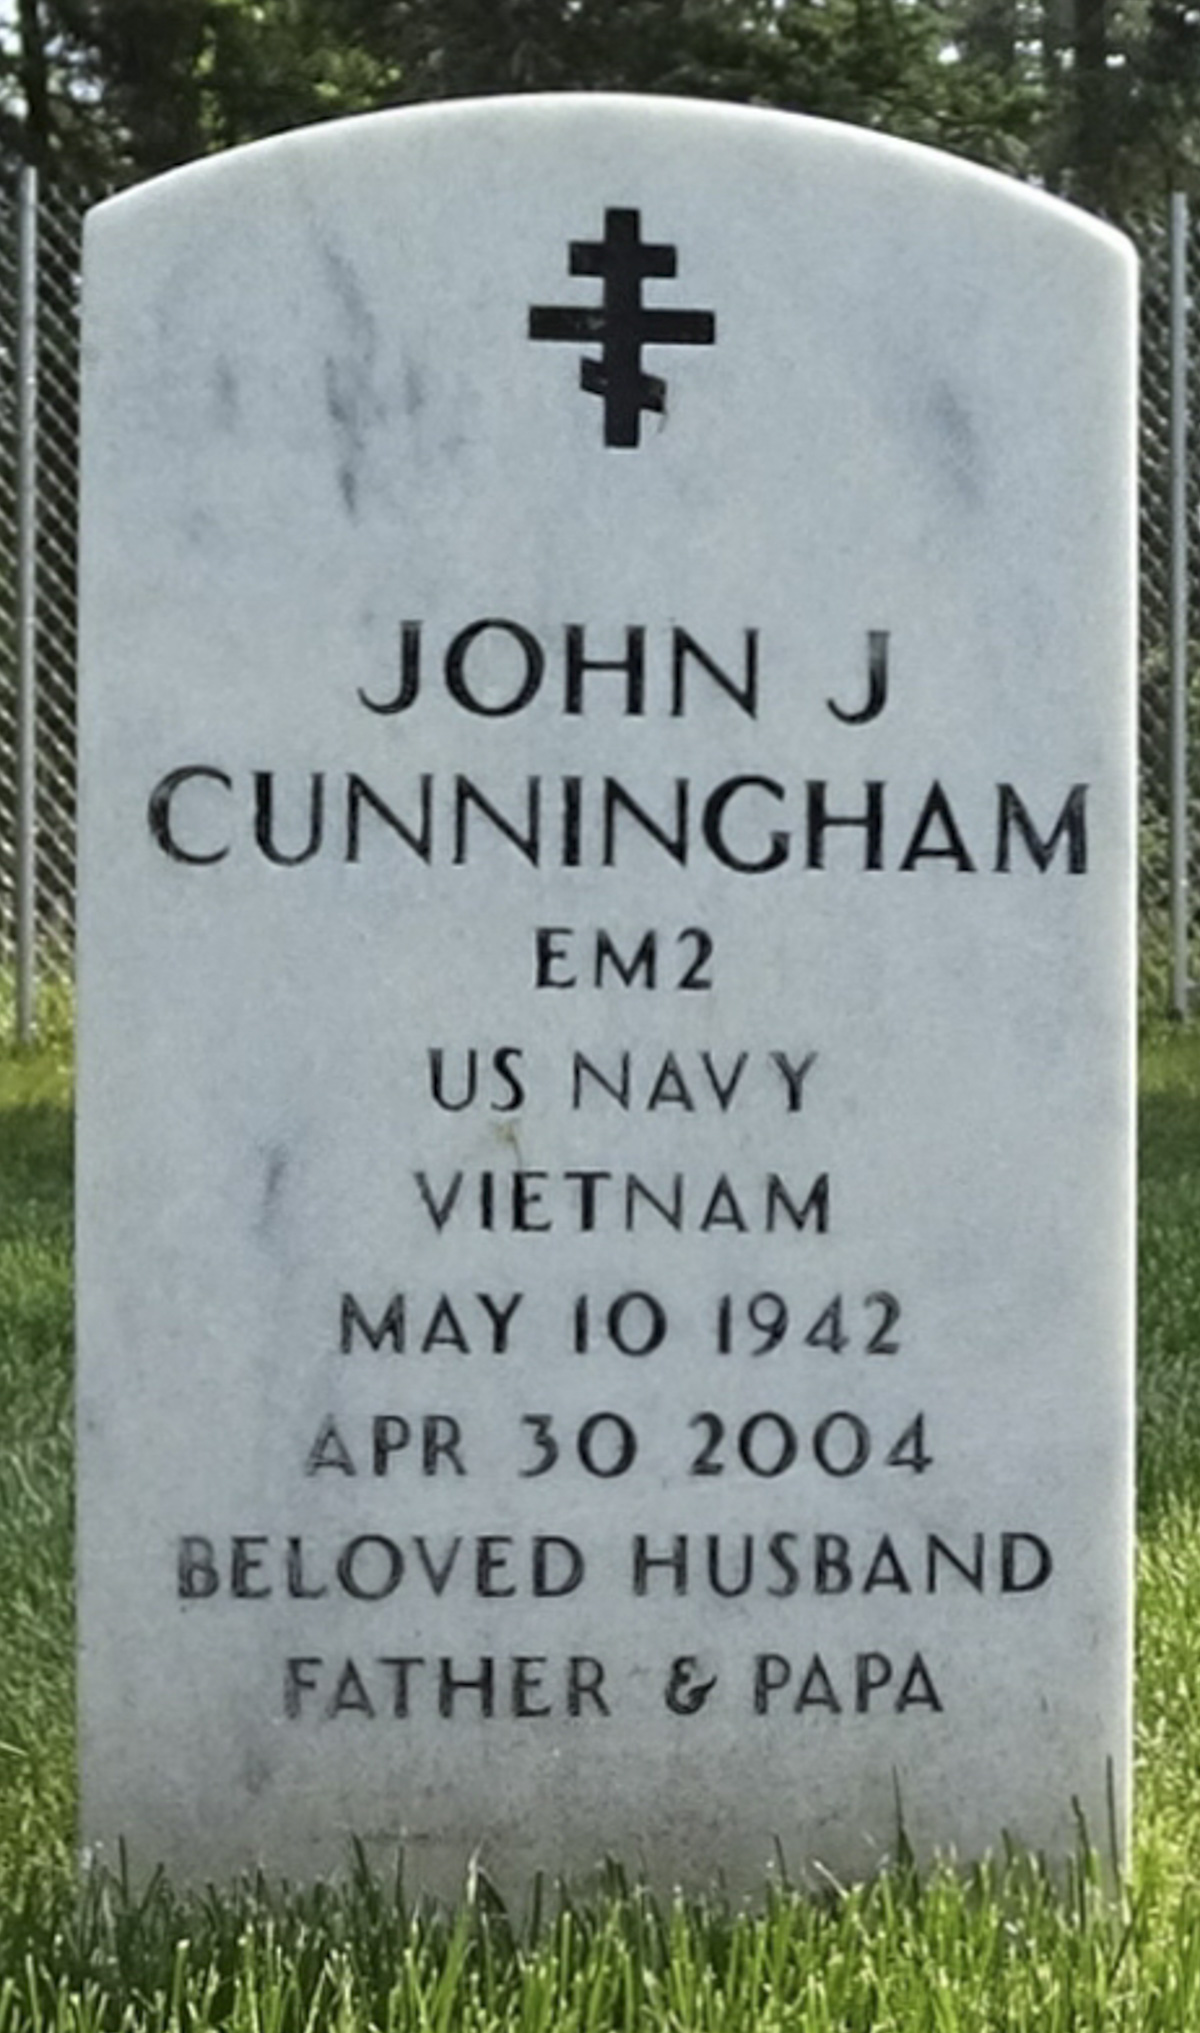 JOHN J
CUNNINGHAM
EM2
US NAVY
VIETNAM
MAY 10 1942
APR 30 2004
BELOVED HUSBAND
FATHER & PAPA